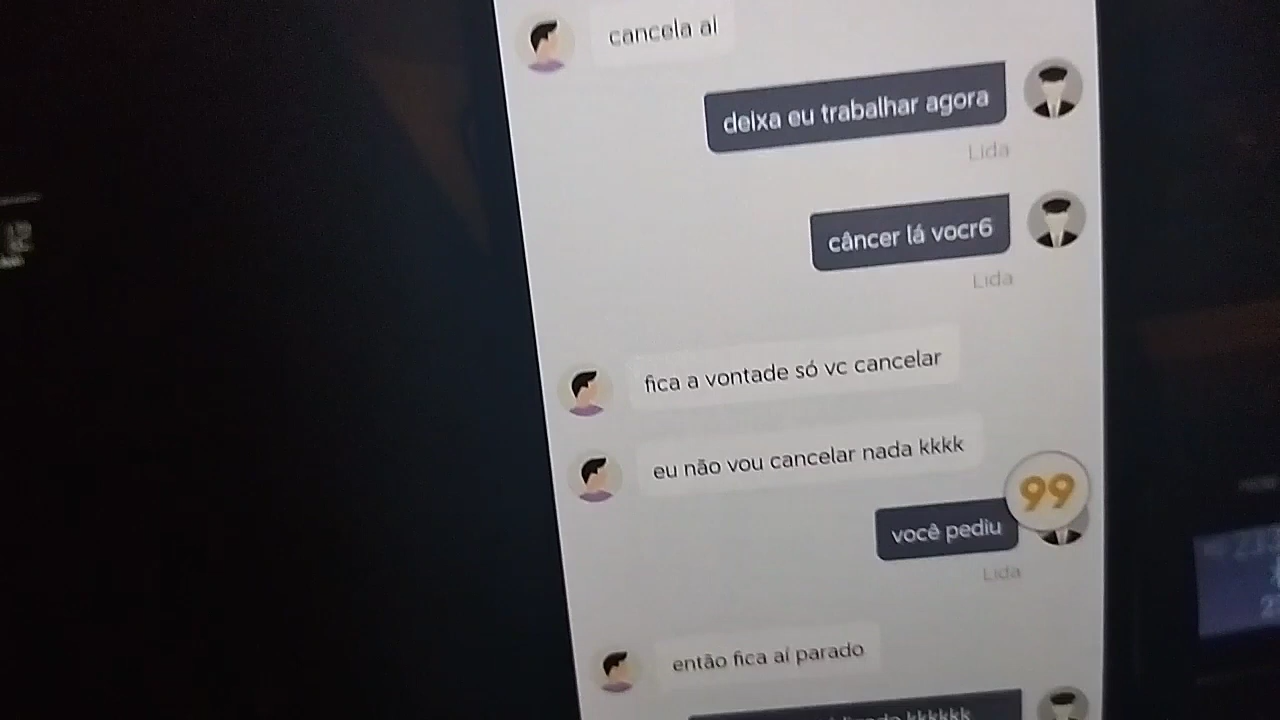 cancela aí
deixa eu trabalhar agora
Lida
câncer lá vocr6
Lida
fica a vontade só vc cancelar
eu não vou cancelar nada kkkk
99
você pediu
Lida
então fica aí parado
kkkkkk